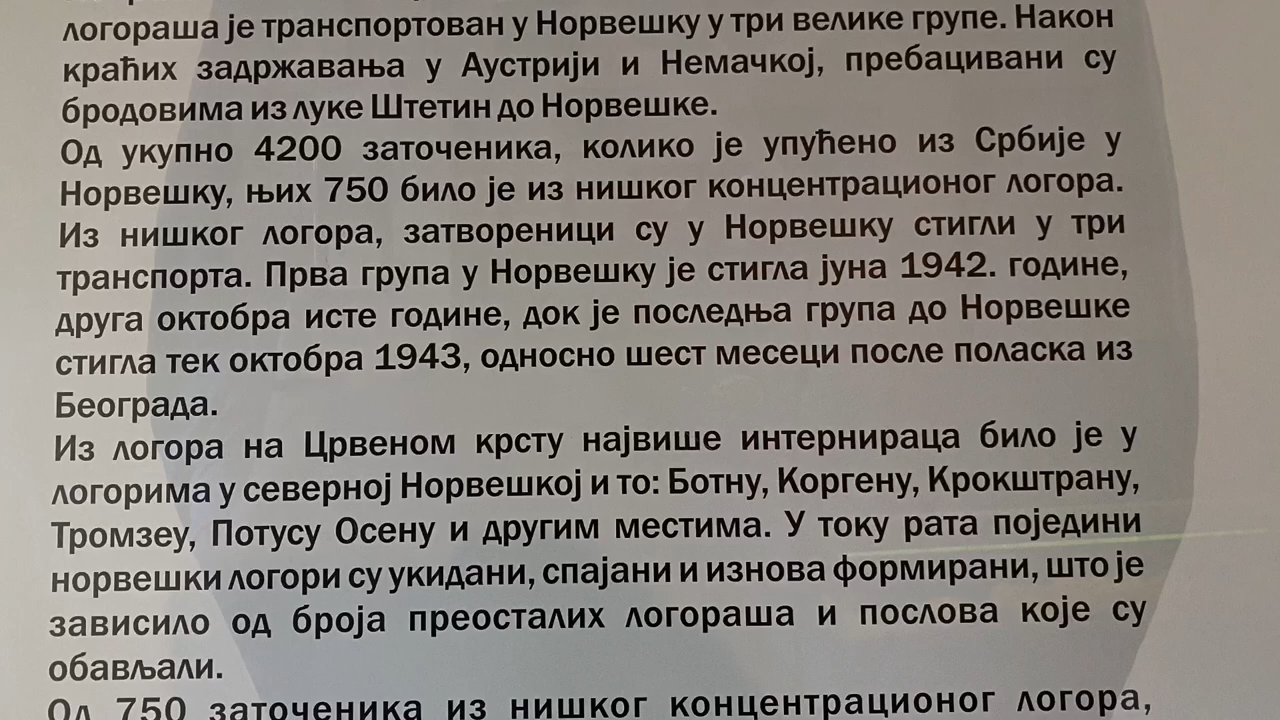 логораша је транспортован у Норвешку у три велике групе. Након
краћих задржавања у Аустрији и Немачкој, пребацивани су
бродовима из луке Штетин до Норвешке.
Од укупно 4200 заточеника, колико је упућено из Србије у
Норвешку, њих 750 било је из нишког концентрационог логора.
Из нишког логора, затвореници су у Норвешку стигли у три
транспорта. Прва група у Норвешку је стигла јуна 1942. године,
друга октобра исте године, док је последња група до Норвешке
стигла тек октобра 1943, односно шест месеци после поласка из
Београда.
Из логора на Црвеном крсту највише интернираца било је у
логорима у северној Норвешкој и то: Ботну, Коргену, Крокштрану,
Тромзеу, Потусу Осену и другим местима. У току рата поједини
норвешки логори су укидани, спајани и изнова формирани, што је
зависило од броја преосталих логораша и послова које су
обављали.
Од 750 заточеника из нишког концентрационог логора,